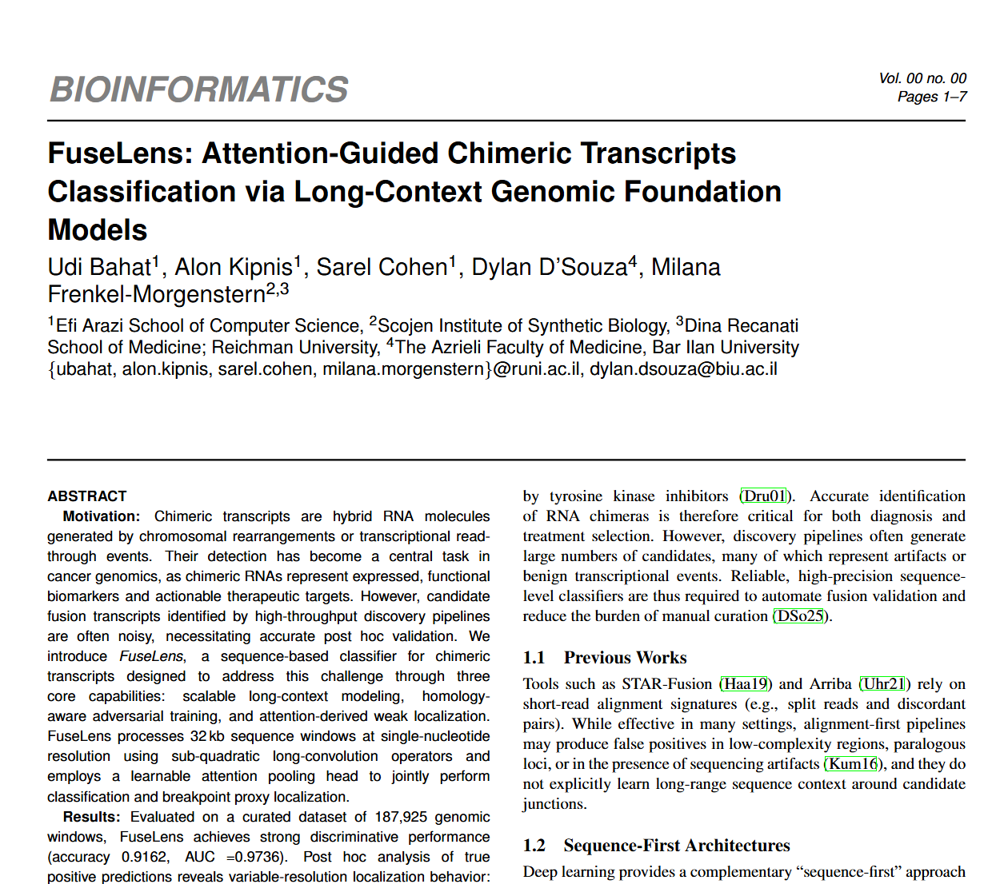 BIOINFORMATICS
Vol. 00 no. 00
Pages 1–7
FuseLens: Attention-Guided Chimeric Transcripts
Classification via Long-Context Genomic Foundation
Models
Udi Bahat1, Alon Kipnis1, Sarel Cohen1, Dylan D'Souza4, Milana
Frenkel-Morgenstern2,3
1Efi Arazi School of Computer Science, 2Scojen Institute of Synthetic Biology, 3Dina Recanati
School of Medicine; Reichman University, 4The Azrieli Faculty of Medicine, Bar Ilan University
{ubahat, alon.kipnis, sarel.cohen, milana.morgenstern}@runi.ac.il, dylan.dsouza@biu.ac.il
ABSTRACT
Motivation: Chimeric transcripts are hybrid RNA molecules
generated by chromosomal rearrangements or transcriptional read-
through events. Their detection has become a central task in
cancer genomics, as chimeric RNAs represent expressed, functional
biomarkers and actionable therapeutic targets. However, candidate
fusion transcripts identified by high-throughput discovery pipelines
are often noisy, necessitating accurate post hoc validation. We
introduce FuseLens, a sequence-based classifier for chimeric
transcripts designed to address this challenge through three
core capabilities: scalable long-context modeling, homology-
aware adversarial training, and attention-derived weak localization.
FuseLens processes 32 kb sequence windows at single-nucleotide
resolution using sub-quadratic long-convolution operators and
employs a learnable attention pooling head to jointly perform
classification and breakpoint proxy localization.
Results: Evaluated on a curated dataset of 187,925 genomic
windows, FuseLens achieves strong discriminative performance
(accuracy 0.9162, AUC =0.9736). Post hoc analysis of true
positive predictions reveals variable-resolution localization behavior:
by tyrosine kinase inhibitors (Dru01). Accurate identification
of RNA chimeras is therefore critical for both diagnosis and
treatment selection. However, discovery pipelines often generate
large numbers of candidates, many of which represent artifacts or
benign transcriptional events. Reliable, high-precision sequence-
level classifiers are thus required to automate fusion validation and
reduce the burden of manual curation (DSo25).
1.1 Previous Works
Tools such as STAR-Fusion (Haa19) and Arriba (Uhr21) rely on
short-read alignment signatures (e.g., split reads and discordant
pairs). While effective in many settings, alignment-first pipelines
may produce false positives in low-complexity regions, paralogous
loci, or in the presence of sequencing artifacts (Kum16), and they do
not explicitly learn long-range sequence context around candidate
junctions.
1.2 Sequence-First Architectures
Deep learning provides a complementary “sequence-first” approach